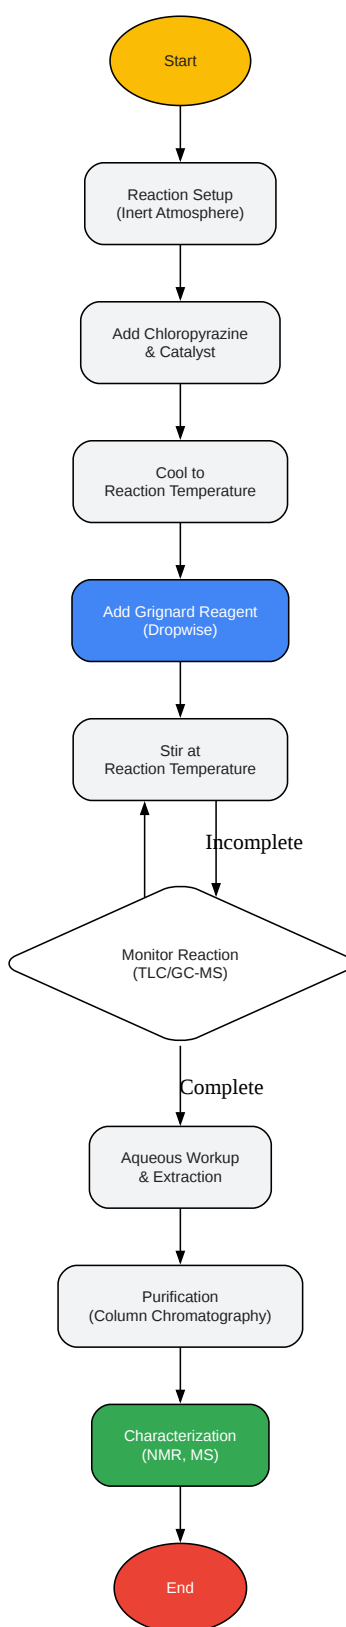 Start
Reaction Setup
(Inert Atmosphere)
Add Chloropyrazine
& Catalyst
Cool to
Reaction Temperature
Add Grignard Reagent
(Dropwise)
Stir at
Reaction Temperature
Incomplete
Monitor Reaction
(TLC/GC-MS)
Complete
Aqueous Workup
& Extraction
Purification
(Column Chromatography)
Characterization
(NMR, MS)
End